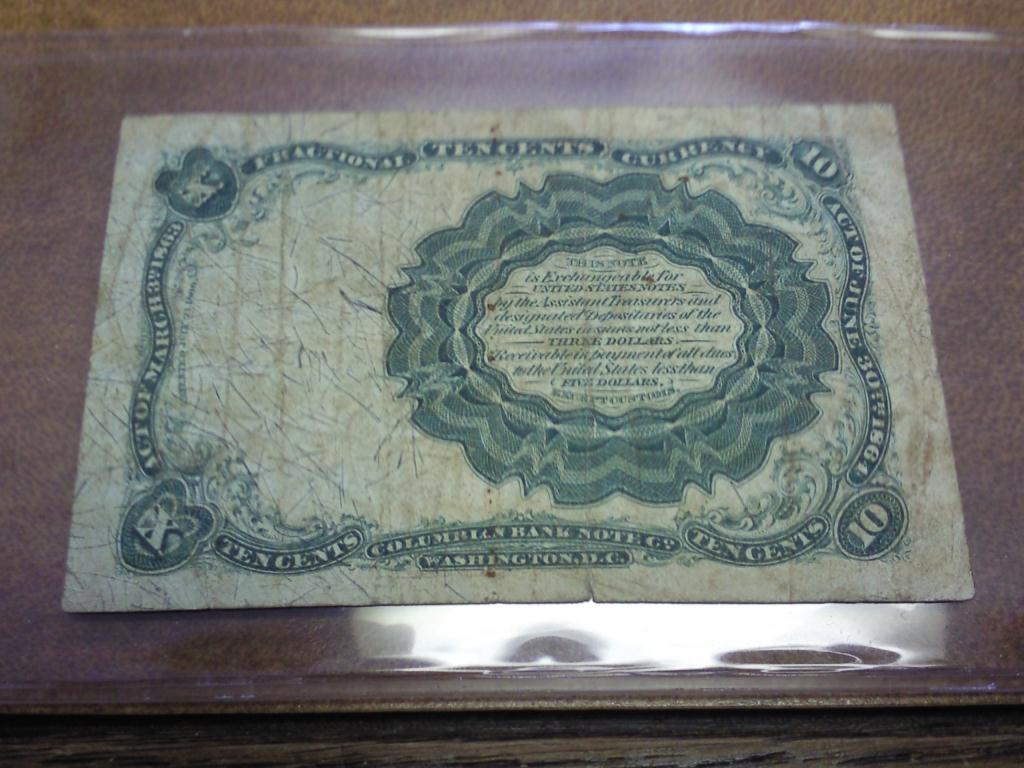 FRACTIONAL TEN CENTS CURRENCY
X
10
ACT OF MARCH 3D 1863
ACT OF JUNE 30TH 1864
THIS NOTE
is Exchangeable for
UNITED STATES NOTES
by the Assistant Treasurers and
designated Depositaries of the
United States in sums not less than
THREE DOLLARS.
Receivable in payment of all dues
to the United States less than
FIVE DOLLARS,
EXCEPT CUSTOMS.
X
TEN CENTS
COLUMBIAN BANK NOTE CO
WASHINGTON, D.C.
TEN CENTS
10